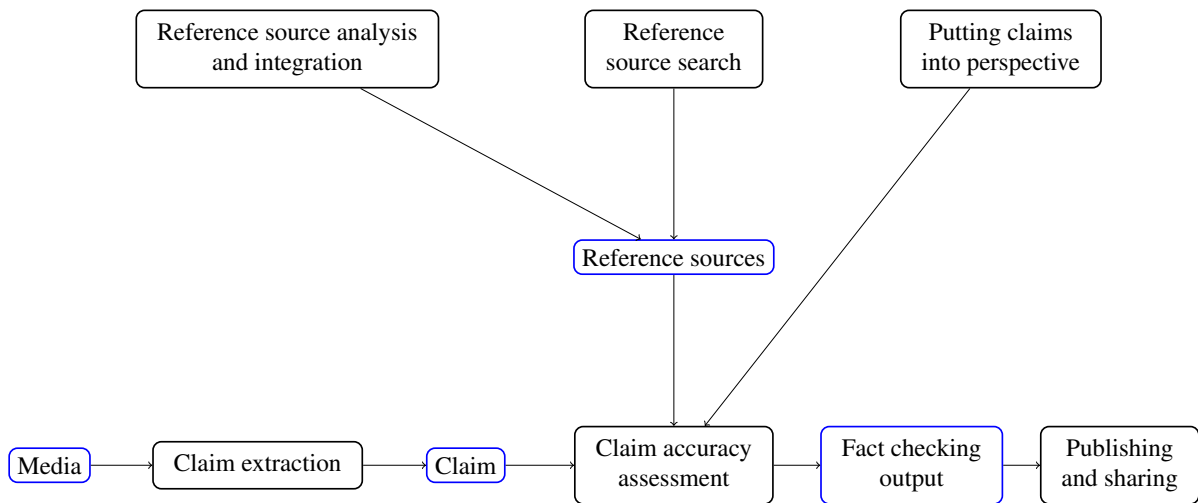 Reference source analysis
and integration
Reference
source search
Putting claims
into perspective
Reference sources
Media
Claim extraction
Claim
Claim accuracy
assessment
Fact checking
output
Publishing
and sharing